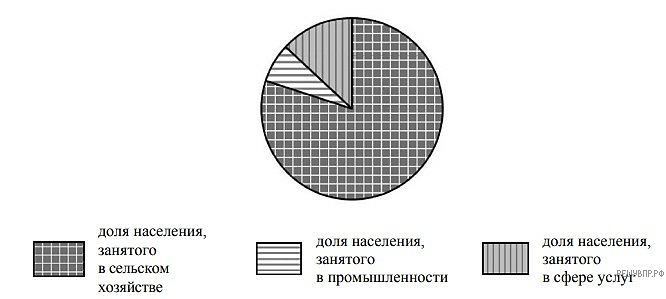 доля населения,
занятого
в сельском
хозяйстве
доля населения,
занятого
в промышленности
доля населения,
занятого
в сфере услуг
РЕШУВПР.РФ